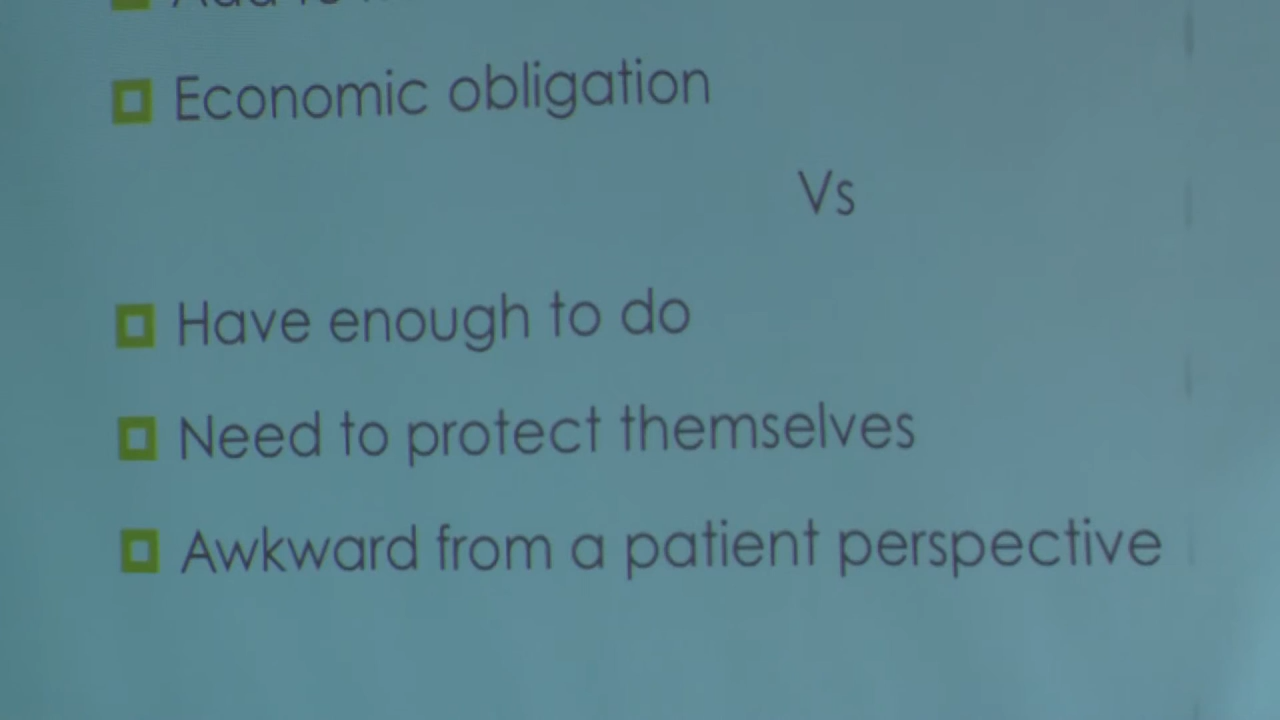 Economic obligation
Vs
Have enough to do
Need to protect themselves
Awkward from a patient perspective